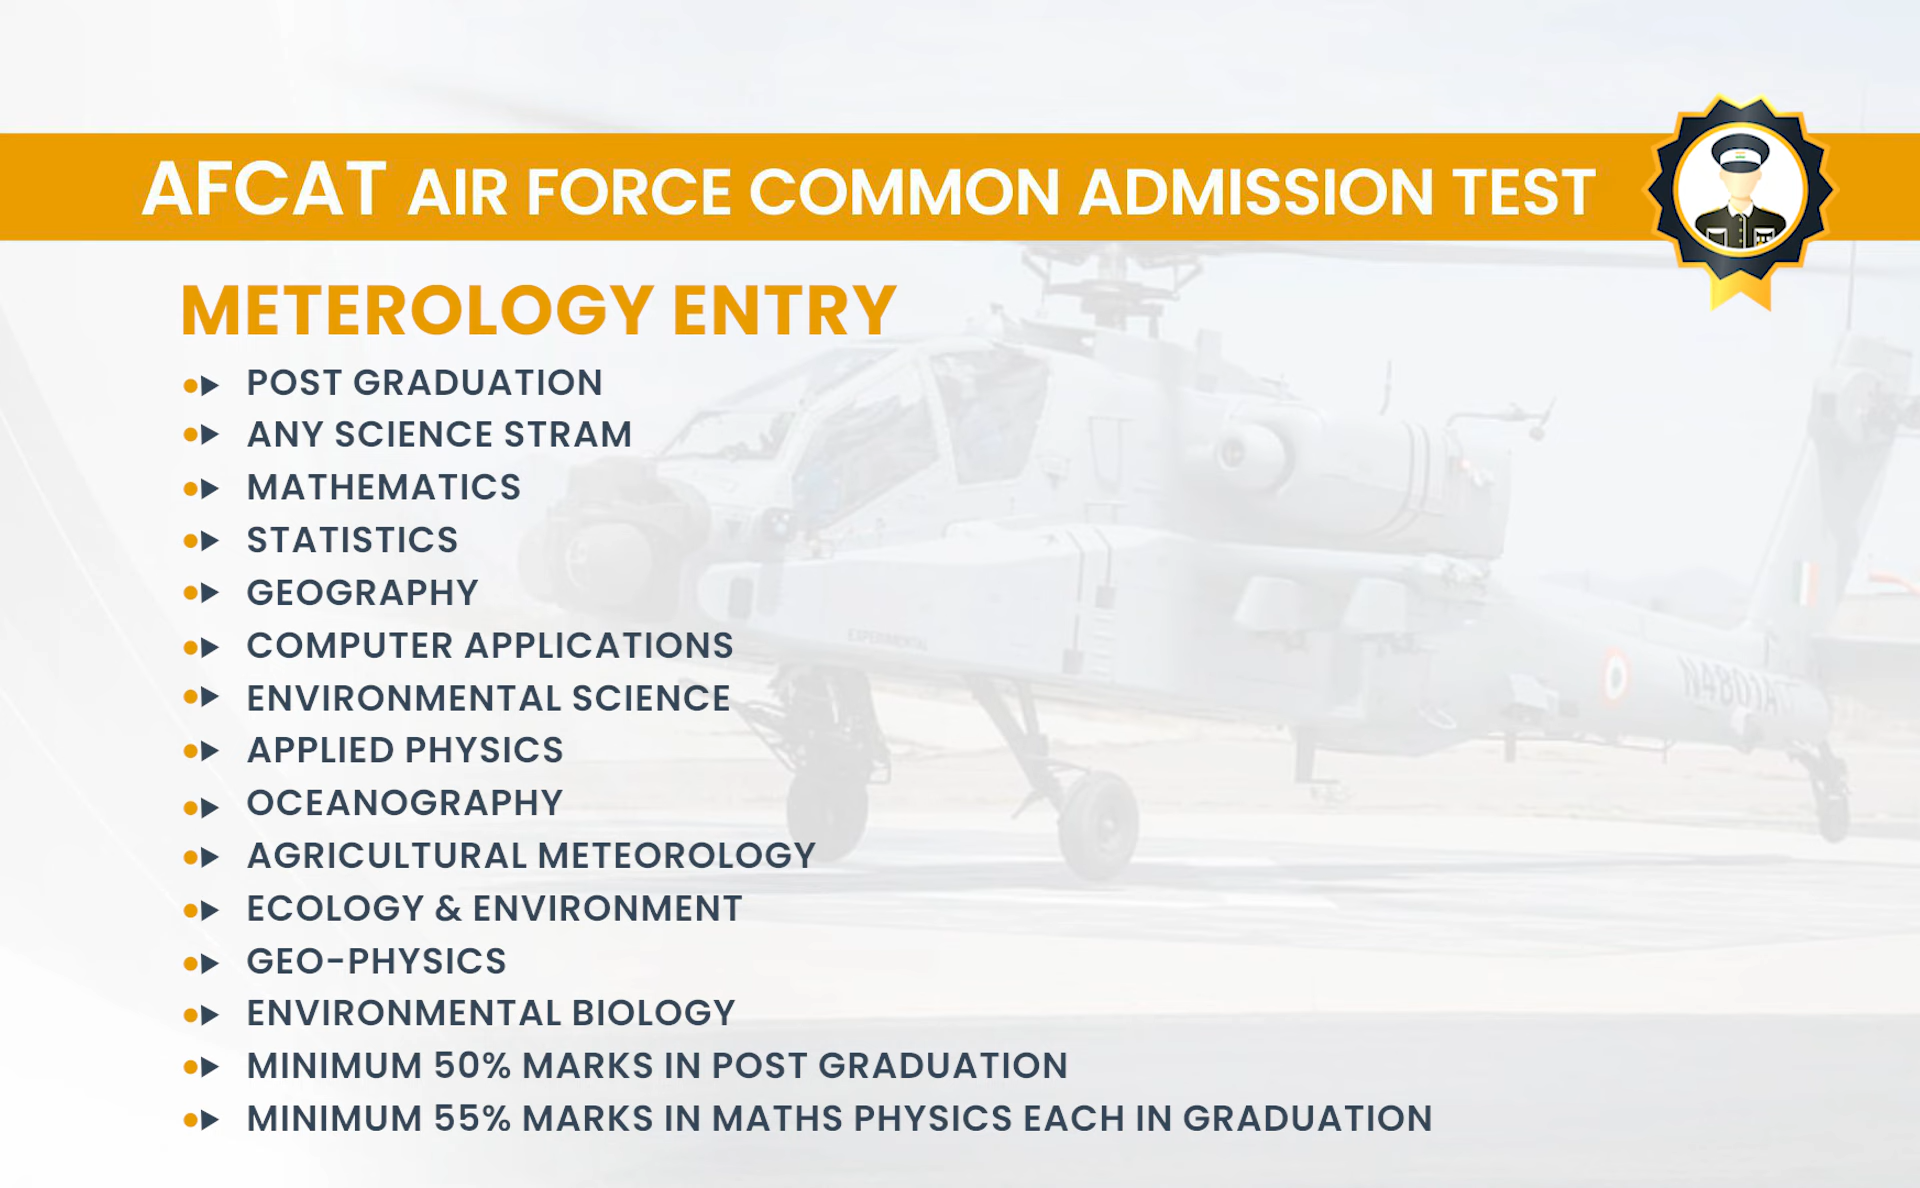 AFCAT AIR FORCE COMMON ADMISSION TEST
METEROLOGY ENTRY
POST GRADUATION
ANY SCIENCE STRAM
MATHEMATICS
STATISTICS
GEOGRAPHY
COMPUTER APPLICATIONS
ENVIRONMENTAL SCIENCE
APPLIED PHYSICS
OCEANOGRAPHY
AGRICULTURAL METEOROLOGY
ECOLOGY & ENVIRONMENT
GEO-PHYSICS
ENVIRONMENTAL BIOLOGY
MINIMUM 50% MARKS IN POST GRADUATION
MINIMUM 55% MARKS IN MATHS PHYSICS EACH IN GRADUATION
EXPERIMENTAL